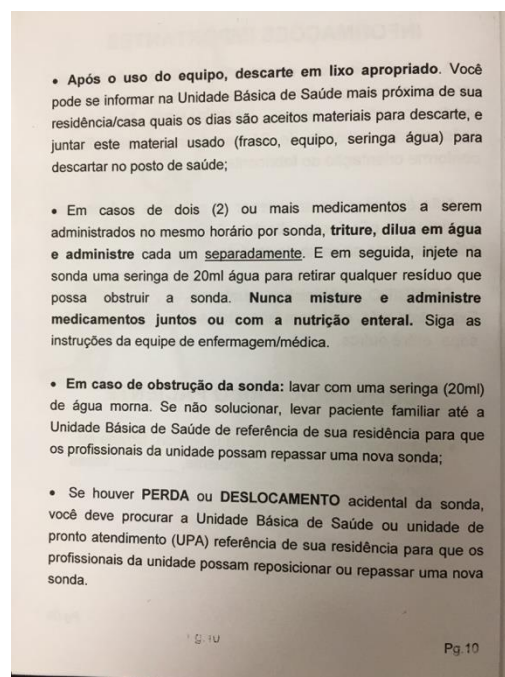 • Após o uso do equipo, descarte em lixo apropriado. Você
pode se informar na Unidade Básica de Saúde mais próxima de sua
residência/casa quais os dias são aceitos materiais para descarte, e
juntar este material usado (frasco, equipo, seringa água) para
descartar no posto de saúde;
• Em casos de dois (2) ou mais medicamentos a serem
administrados no mesmo horário por sonda, triture, dilua em água
e administre cada um separadamente. E em seguida, injete na
sonda uma seringa de 20ml água para retirar qualquer resíduo que
possa obstruir a sonda. Nunca misture e administre
medicamentos juntos ou com a nutrição enteral. Siga as
instruções da equipe de enfermagem/médica.
• Em caso de obstrução da sonda: lavar com uma seringa (20ml)
de água morna. Se não solucionar, levar paciente familiar até a
Unidade Básica de Saúde de referência de sua residência para que
os profissionais da unidade possam repassar uma nova sonda;
• Se houver PERDA ou DESLOCAMENTO acidental da sonda,
você deve procurar a Unidade Básica de Saúde ou unidade de
pronto atendimento (UPA) referência de sua residência para que os
profissionais da unidade possam reposicionar ou repassar uma nova
sonda.
Pg.10